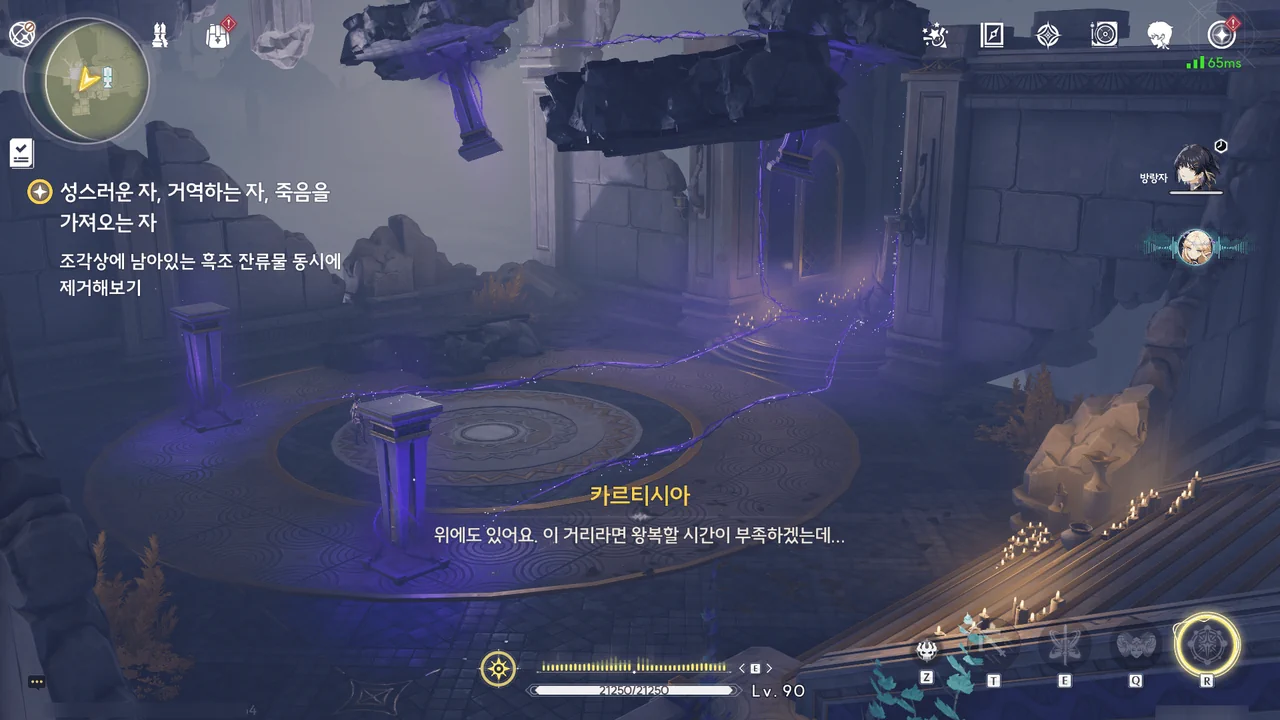 65ms
방랑자
성스러운 자, 거역하는 자, 죽음을
가져오는 자
조각상에 남아있는 흑조 잔류물 동시에
제거해보기
카르티시아
위에도 있어요. 이 거리라면 왕복할 시간이 부족하겠는데...
E
21250/21250
Lv. 90
Z
T
E
Q
R